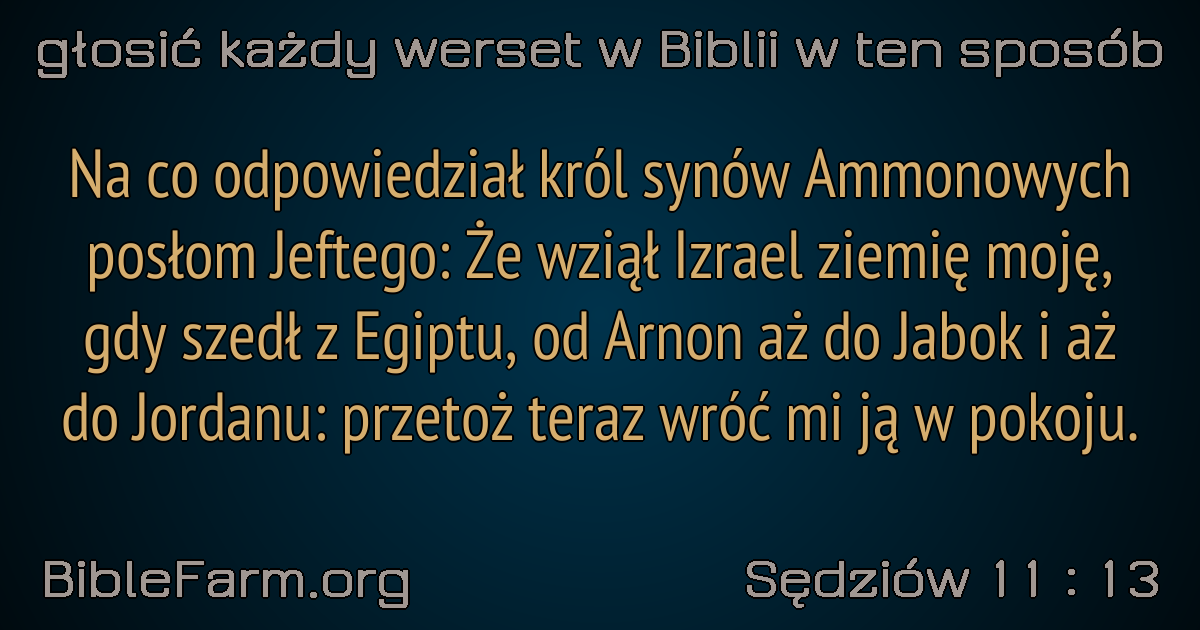 głosić każdy werset w Biblii w ten sposób
Na co odpowiedział król synów Ammonowych
posłom Jeftego: Że wziął Izrael ziemię moję,
gdy szedł z Egiptu, od Arnon aż do Jabok i aż
do Jordanu: przetoż teraz wróć mi ją w pokoju.
BibleFarm.org
Sędziów 11 : 13